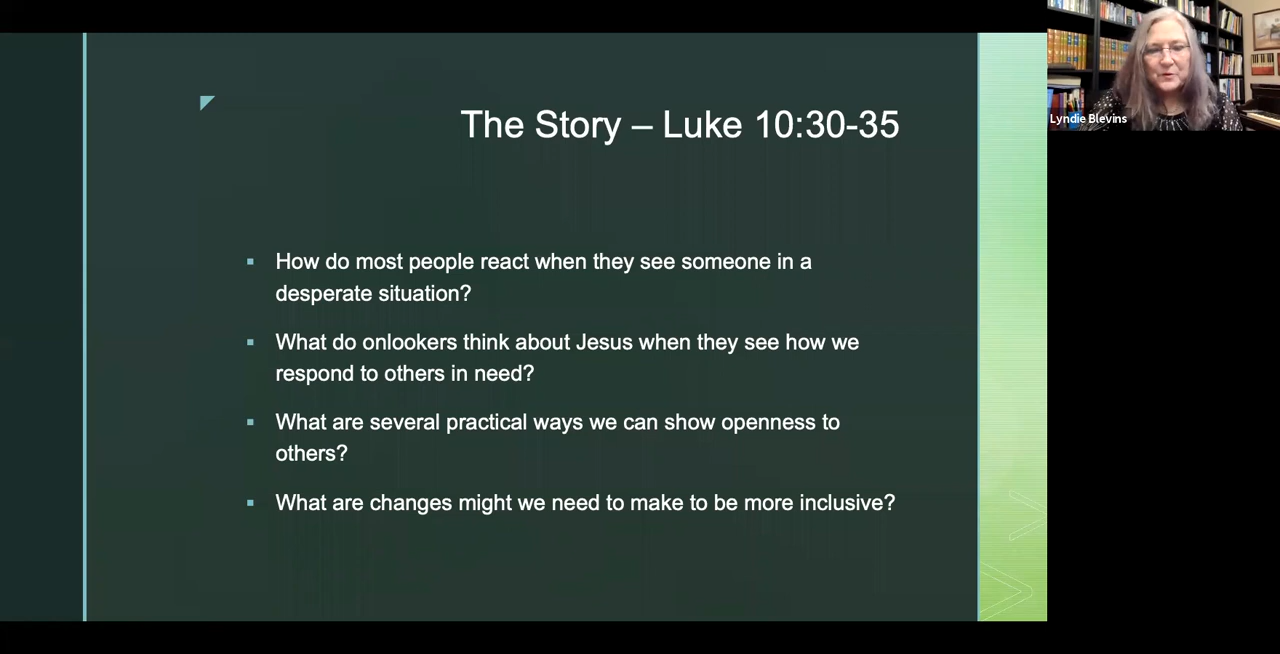 The Story – Luke 10:30-35
How do most people react when they see someone in a
desperate situation?
What do onlookers think about Jesus when they see how we
respond to others in need?
What are several practical ways we can show openness to
others?
What are changes might we need to make to be more inclusive?
Lyndie Blevins